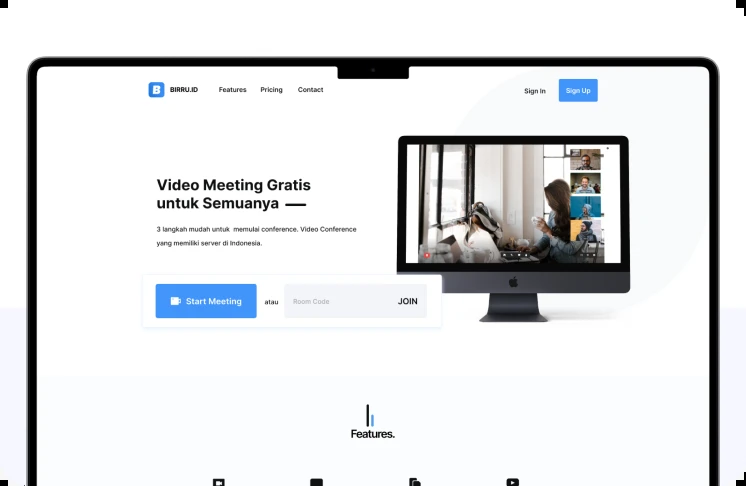 B BIRRU.ID Features Pricing Contact Sign In Sign Up
Video Meeting Gratis
untuk Semuanya
3 langkah mudah untuk memulai conference. Video Conference
yang memiliki server di Indonesia.
Start Meeting atau Room Code JOIN
Features.